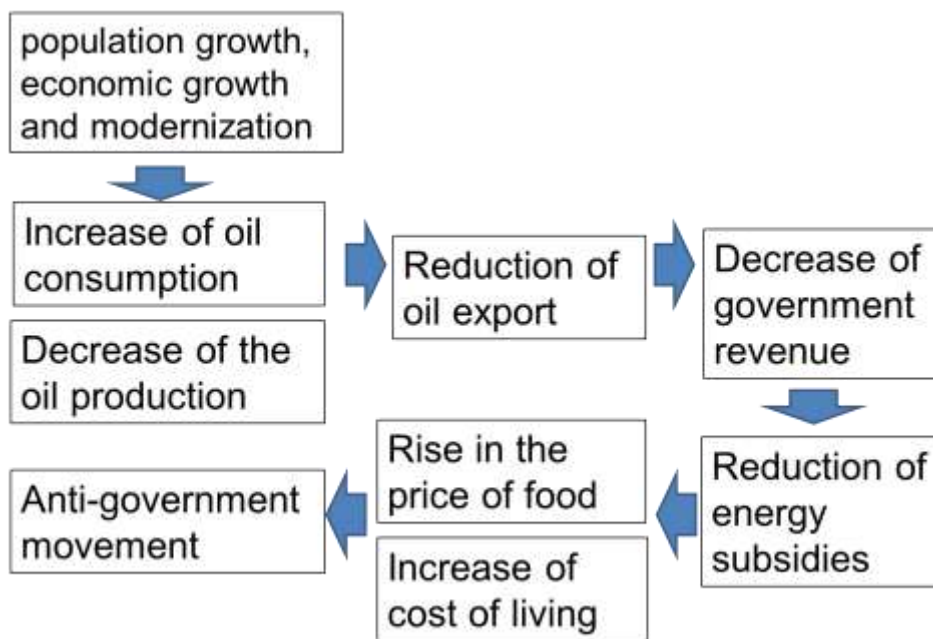 population growth,
economic growth
and modernization
Increase of oil
consumption
Decrease of the
oil production
Reduction of
oil export
Decrease of
government
revenue
Reduction of
energy
subsidies
Rise in the
price of food
Increase of
cost of living
Anti-government
movement